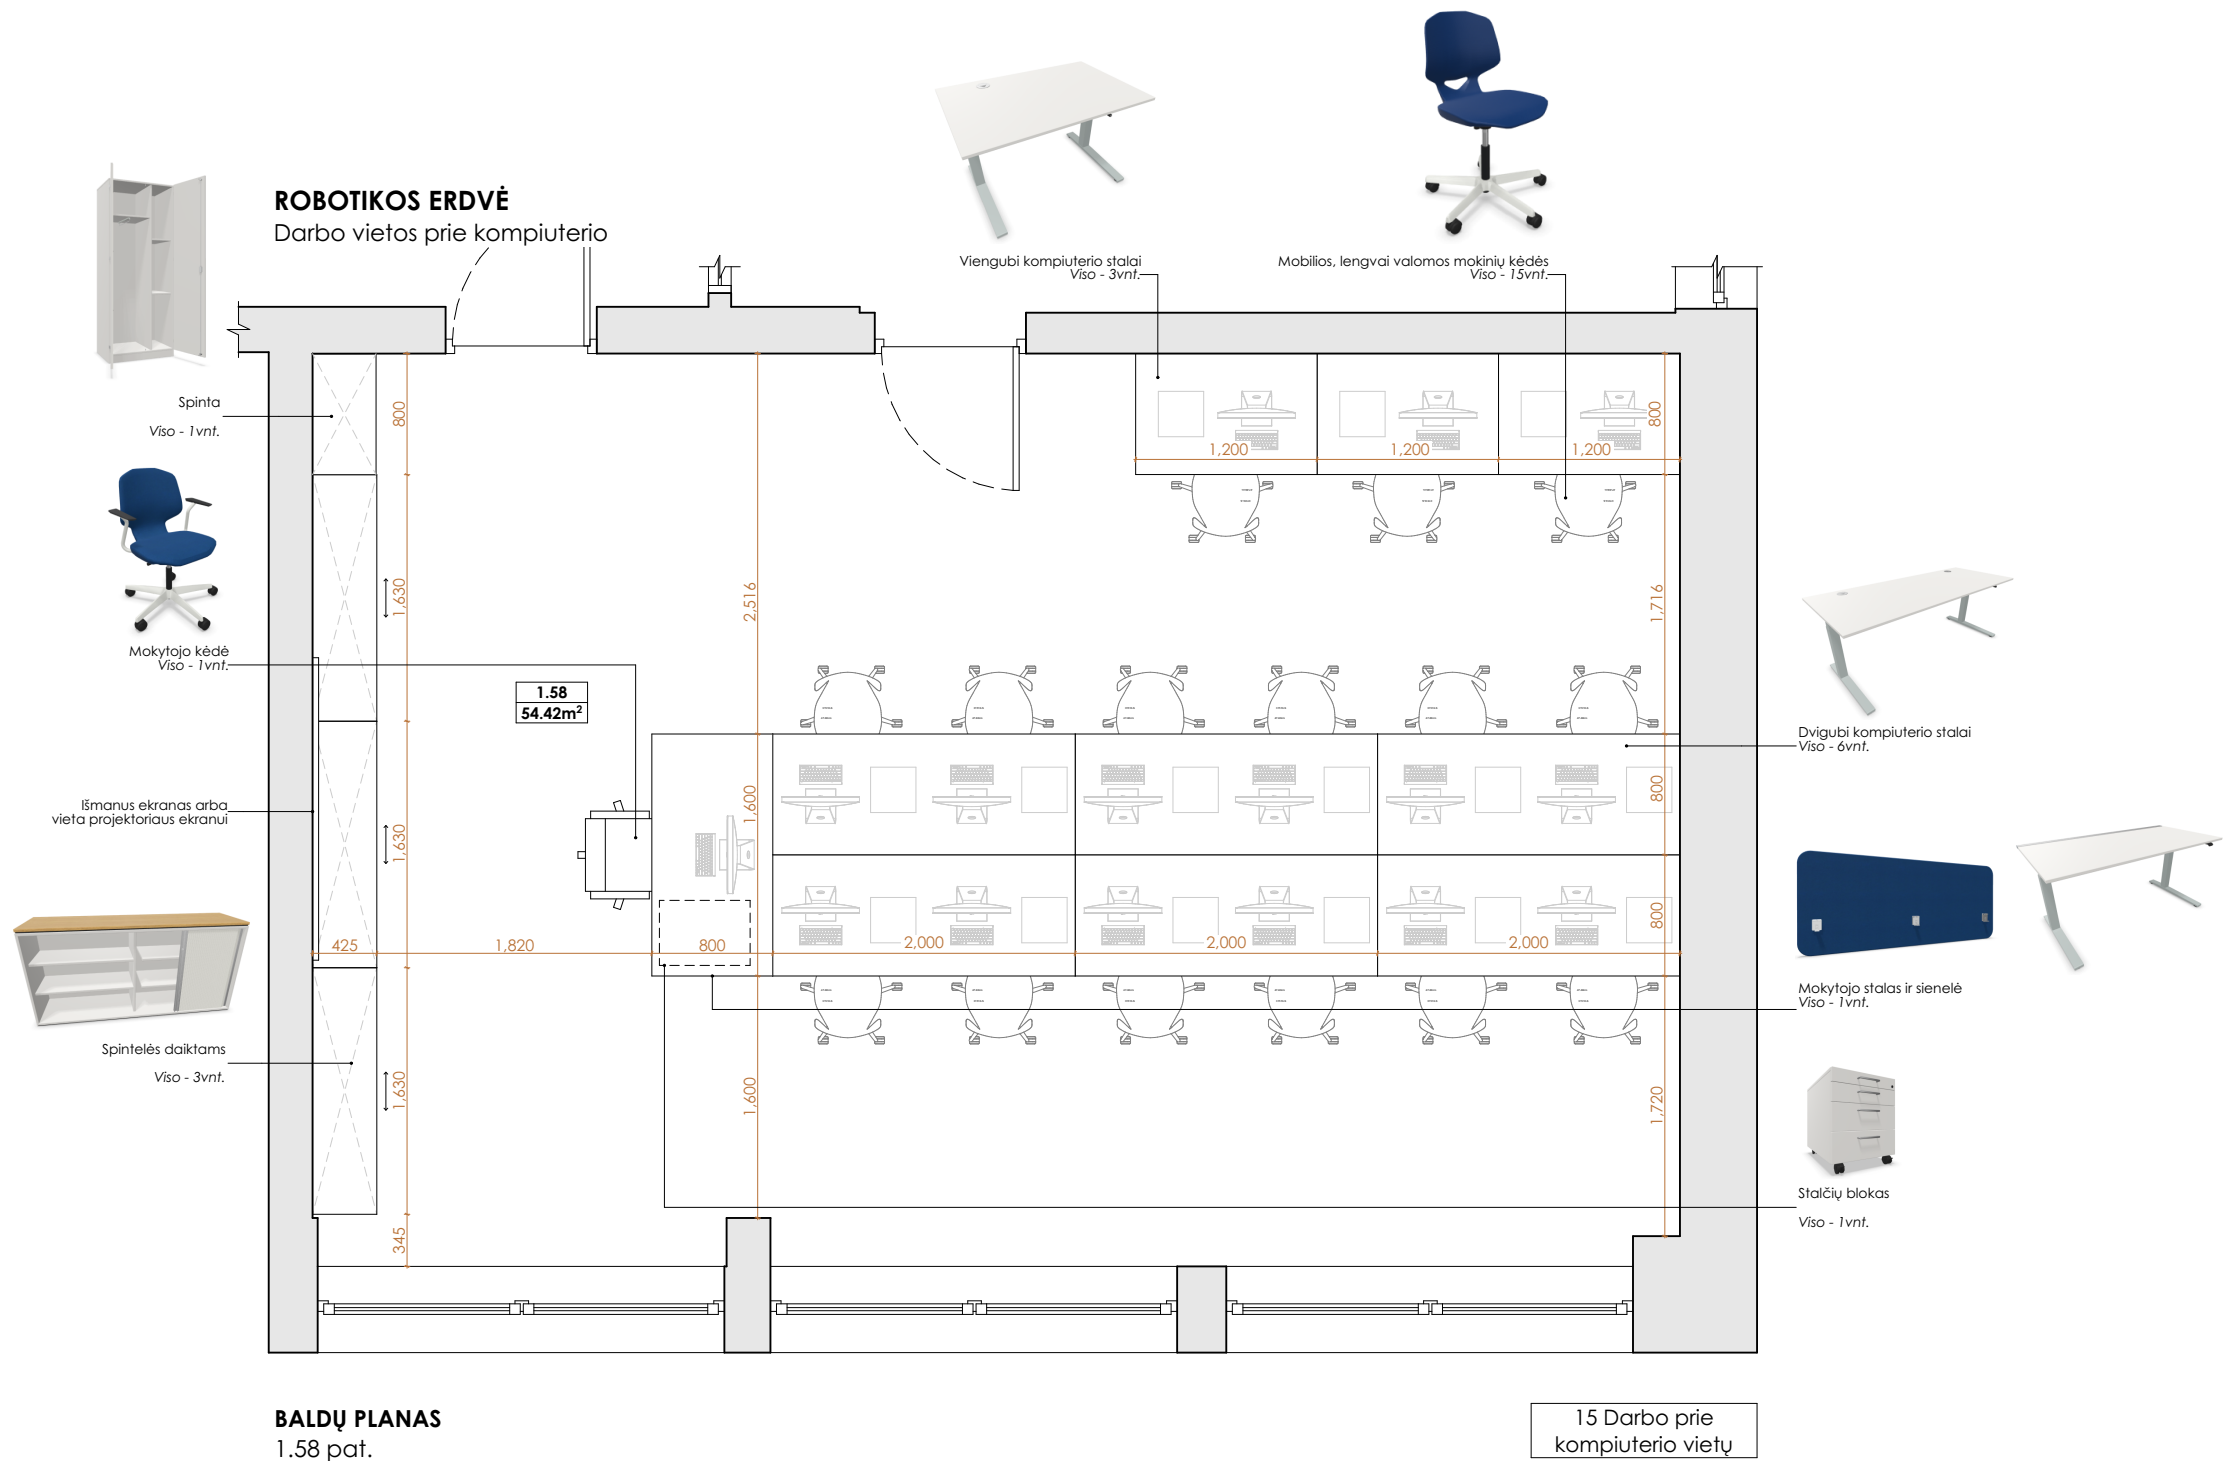 ROBOTIKOS ERDVĖ
Darbo vietos prie kompiuterio
Viengubi kompiuterio stalai
Viso - 3vnt.
Mobilios, lengvai valomos mokinių kėdės
Viso - 15vnt.
Spinta
Viso - 1vnt.
800
800
1,200
1,200
1,200
Mokytojo kėdė
Viso - 1vnt.
1,630
2,516
1,716
1.58
54.42m²
Dvigubi kompiuterio stalai
Viso - 6vnt.
Išmanus ekranas arba
vieta projektoriaus ekranui
1,630
1,600
800
800
425
1,820
800
2,000
2,000
2,000
Mokytojo stalas ir sienelė
Viso - 1vnt.
Spintelės daiktams
Viso - 3vnt.
1,630
1,600
1,720
Stalčių blokas
Viso - 1vnt.
345
BALDŲ PLANAS
1.58 pat.
15 Darbo prie
kompiuterio vietų